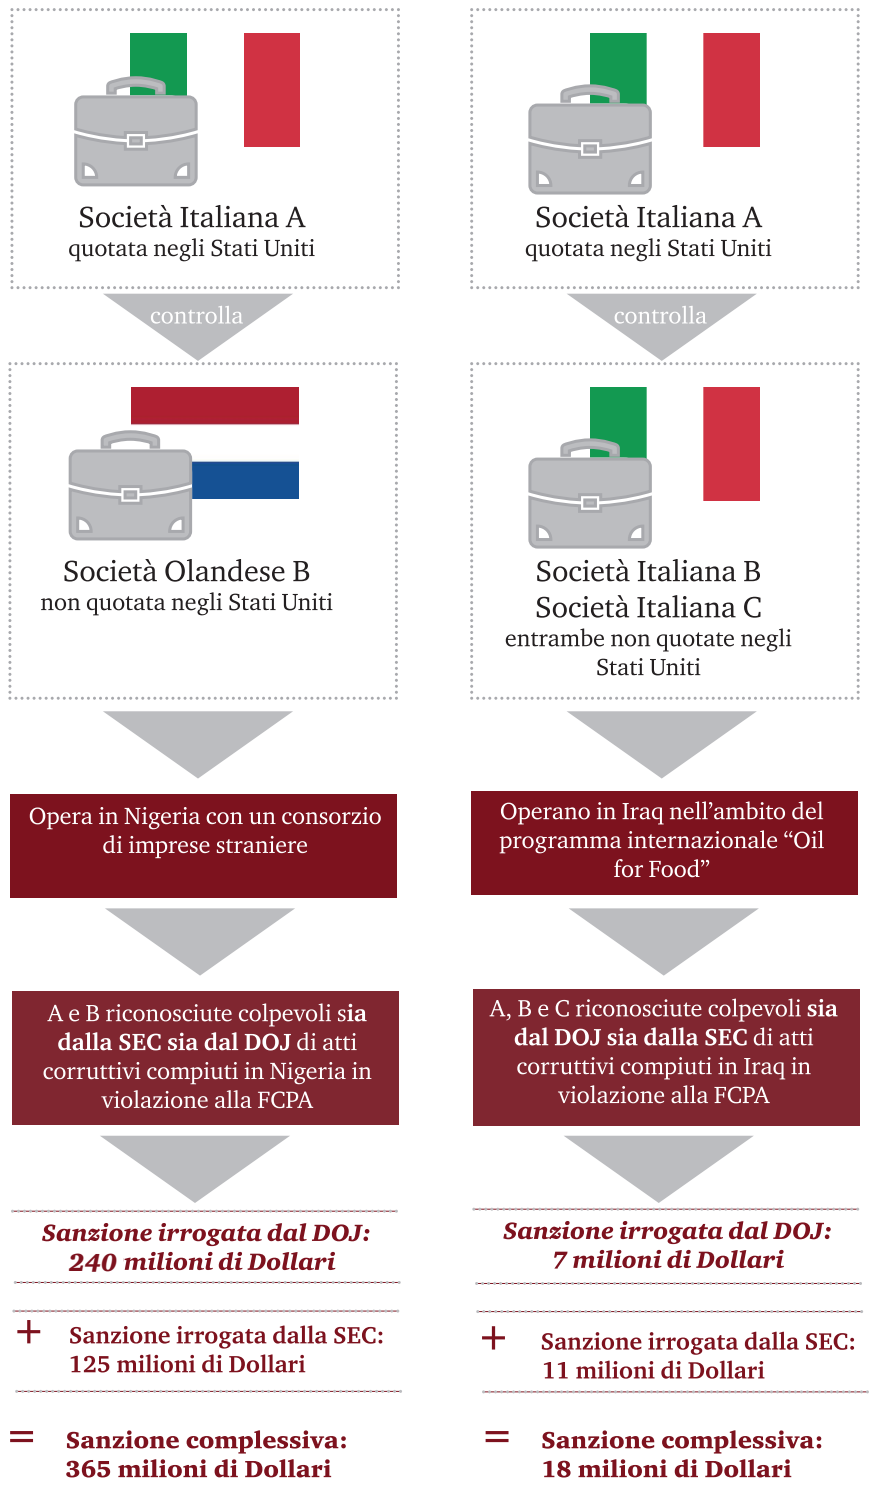 Società Italiana A
quotata negli Stati Uniti
controlla
Società Olandese B
non quotata negli Stati Uniti
Opera in Nigeria con un consorzio
di imprese straniere
A e B riconosciute colpevoli sia
dalla SEC sia dal DOJ di atti
corruttivi compiuti in Nigeria in
violazione alla FCPA
Sanzione irrogata dal DOJ:
240 milioni di Dollari
+ Sanzione irrogata dalla SEC:
125 milioni di Dollari
= Sanzione complessiva:
365 milioni di Dollari
Società Italiana A
quotata negli Stati Uniti
controlla
Società Italiana B
Società Italiana C
entrambe non quotate negli
Stati Uniti
Operano in Iraq nell’ambito del
programma internazionale “Oil
for Food”
A, B e C riconosciute colpevoli sia
dal DOJ sia dalla SEC di atti
corruttivi compiuti in Iraq in
violazione alla FCPA
Sanzione irrogata dal DOJ:
7 milioni di Dollari
+ Sanzione irrogata dalla SEC:
11 milioni di Dollari
= Sanzione complessiva:
18 milioni di Dollari